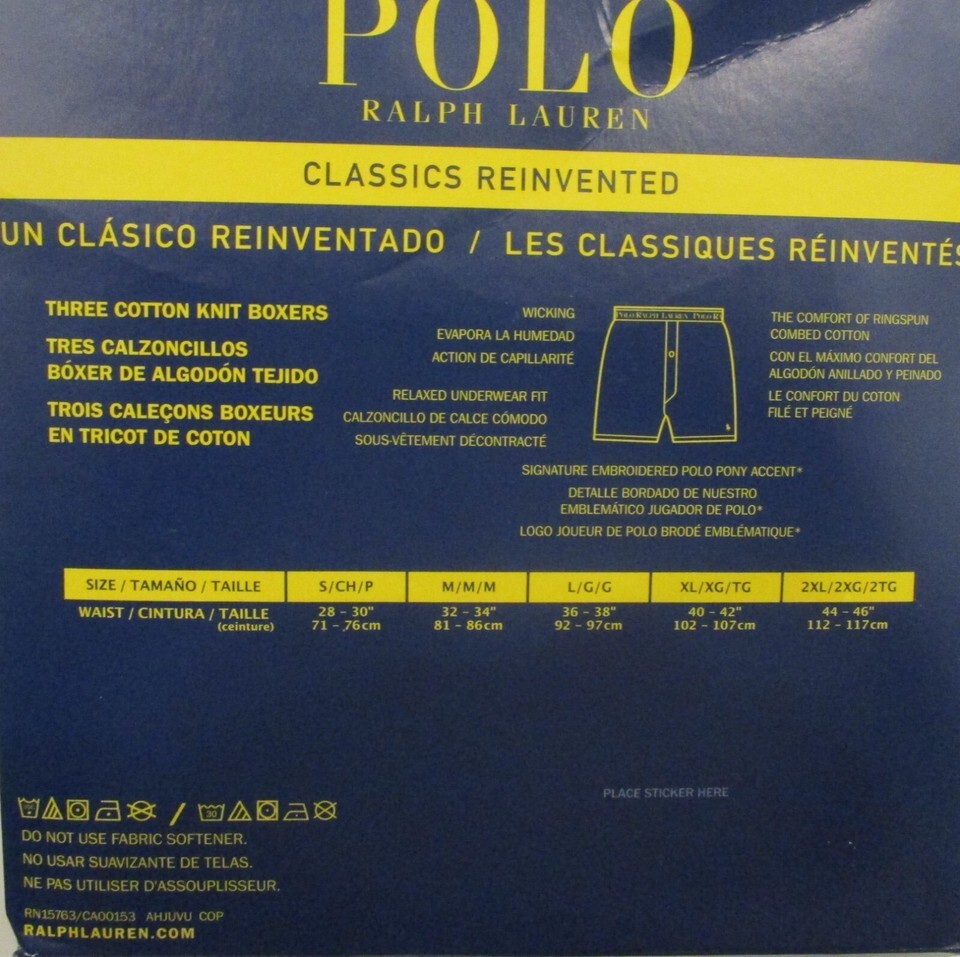 POLO
RALPH LAUREN
CLASSICS REINVENTED
UN CLÁSICO REINVENTADO / LES CLASSIQUES RÉINVENTÉS
THREE COTTON KNIT BOXERS
TRES CALZONCILLOS
BÓXER DE ALGODÓN TEJIDO
TROIS CALEÇONS BOXEURS
EN TRICOT DE COTON
WICKING
EVAPORA LA HUMEDAD
ACTION DE CAPILLARITÉ
RELAXED UNDERWEAR FIT
CALZONCILLO DE CALCE CÓMODO
SOUS-VÊTEMENT DÉCONTRACTÉ
POLO RALPH LAUREN POLO R
THE COMFORT OF RINGSPUN
COMBED COTTON
CON EL MÁXIMO CONFORT DEL
ALGODÓN ANILLADO Y PEINADO
LE CONFORT DU COTON
FILÉ ET PEIGNÉ
SIGNATURE EMBROIDERED POLO PONY ACCENT*
DETALLE BORDADO DE NUESTRO
EMBLEMÁTICO JUGADOR DE POLO*
LOGO JOUEUR DE POLO BRODÉ EMBLÉMATIQUE*
SIZE / TAMAÑO / TAILLE S/CH/P M/M/M L/G/G XL/XG/TG 2XL/2XG/2TG
WAIST / CINTURA / TAILLE 28 - 30" 32 - 34" 36 - 38" 40 - 42" 44 - 46"
(ceinture) 71 - 76cm 81 - 86cm 92 - 97cm 102 - 107cm 112 - 117cm
PLACE STICKER HERE
30
DO NOT USE FABRIC SOFTENER.
NO USAR SUAVIZANTE DE TELAS.
NE PAS UTILISER D'ASSOUPLISSEUR.
RN15763/CA00153 AHJUVU COP
RALPHLAUREN.COM